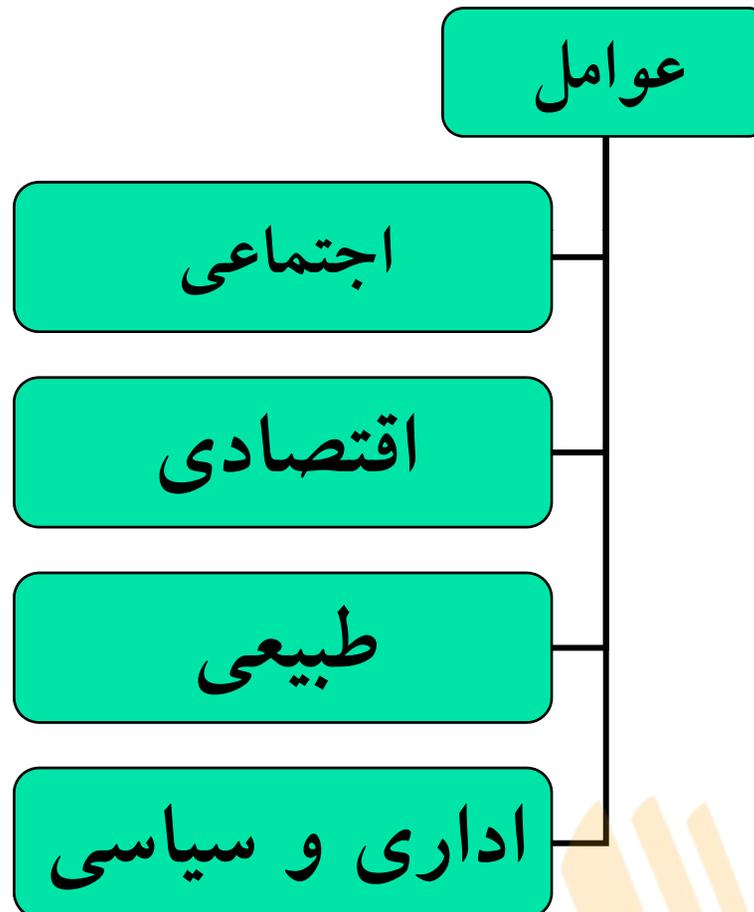 عوامل
اجتماعی
اقتصادی
طبیعی
اداری و سیاسی